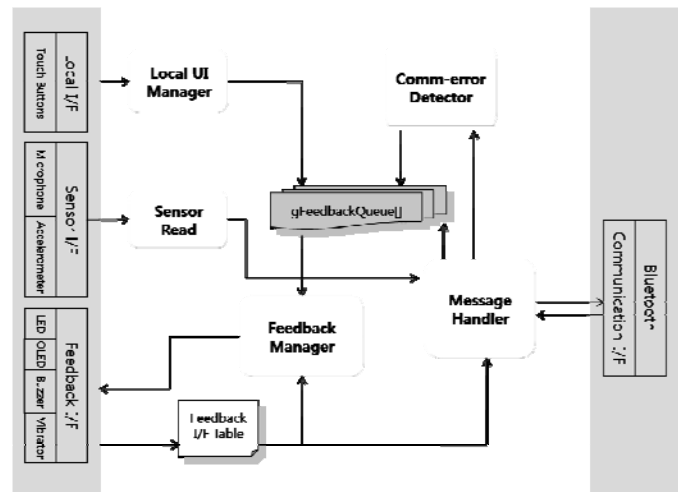 Local I/F
Touch Buttons
Local UI
Manager
Comm-error
Detector
Sensor I/F
Microphone
Accelerometer
Sensor
Read
gFeedbackQueue[]
Message
Handler
Bluetooth
Communication I/F
Feedback I/F
LED
OLED
Buzzer
Vibrator
Feedback
Manager
Feedback
I/F Table